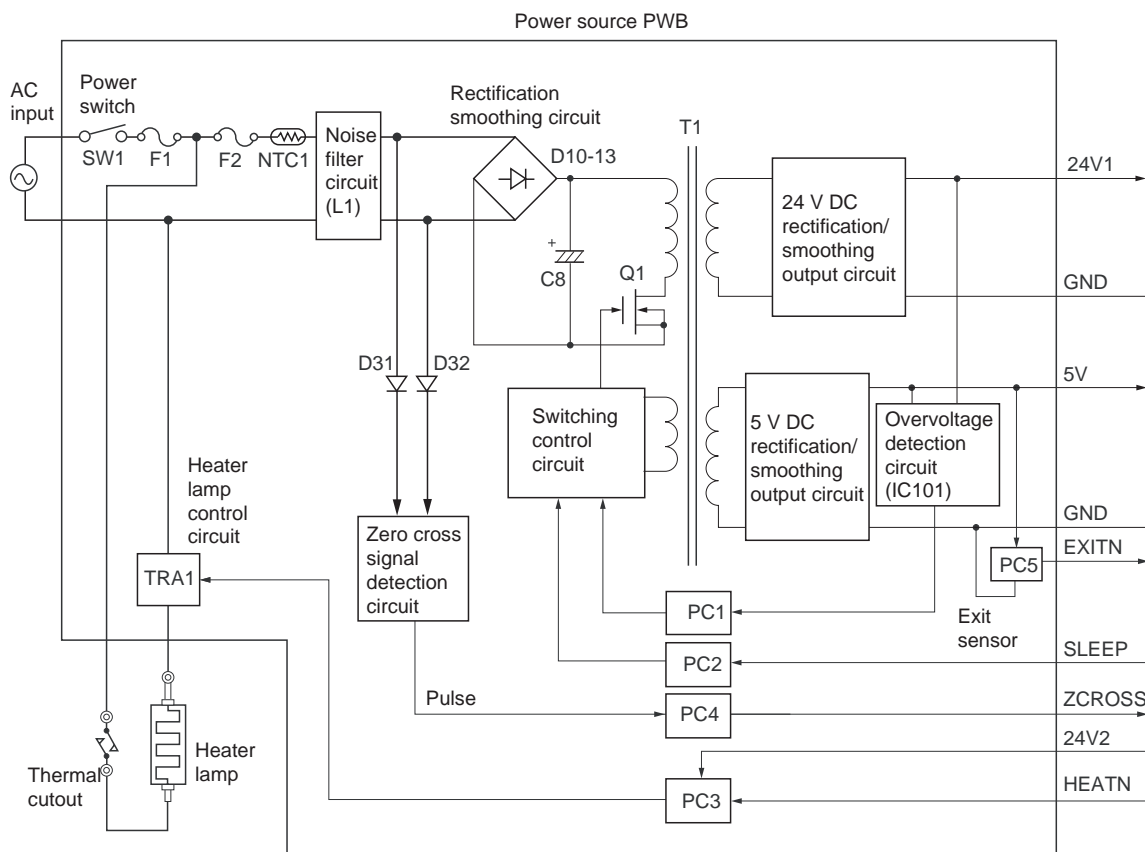 Power source PWB
AC
input
Power
switch
SW1
F1
F2
NTC1
Noise
filter
circuit
(L1)
Rectification
smoothing circuit
D10-13
+
C8
Q1
T1
24 V DC
rectification/
smoothing
output circuit
24V1
GND
D31
D32
Switching
control
circuit
5 V DC
rectification/
smoothing
output circuit
5V
Overvoltage
detection
circuit
(IC101)
GND
EXITN
PC5
Exit
sensor
Heater
lamp
control
circuit
TRA1
Zero cross
signal
detection
circuit
PC1
PC2
SLEEP
Pulse
PC4
ZCROSS
24V2
PC3
HEATN
Thermal
cutout
Heater
lamp